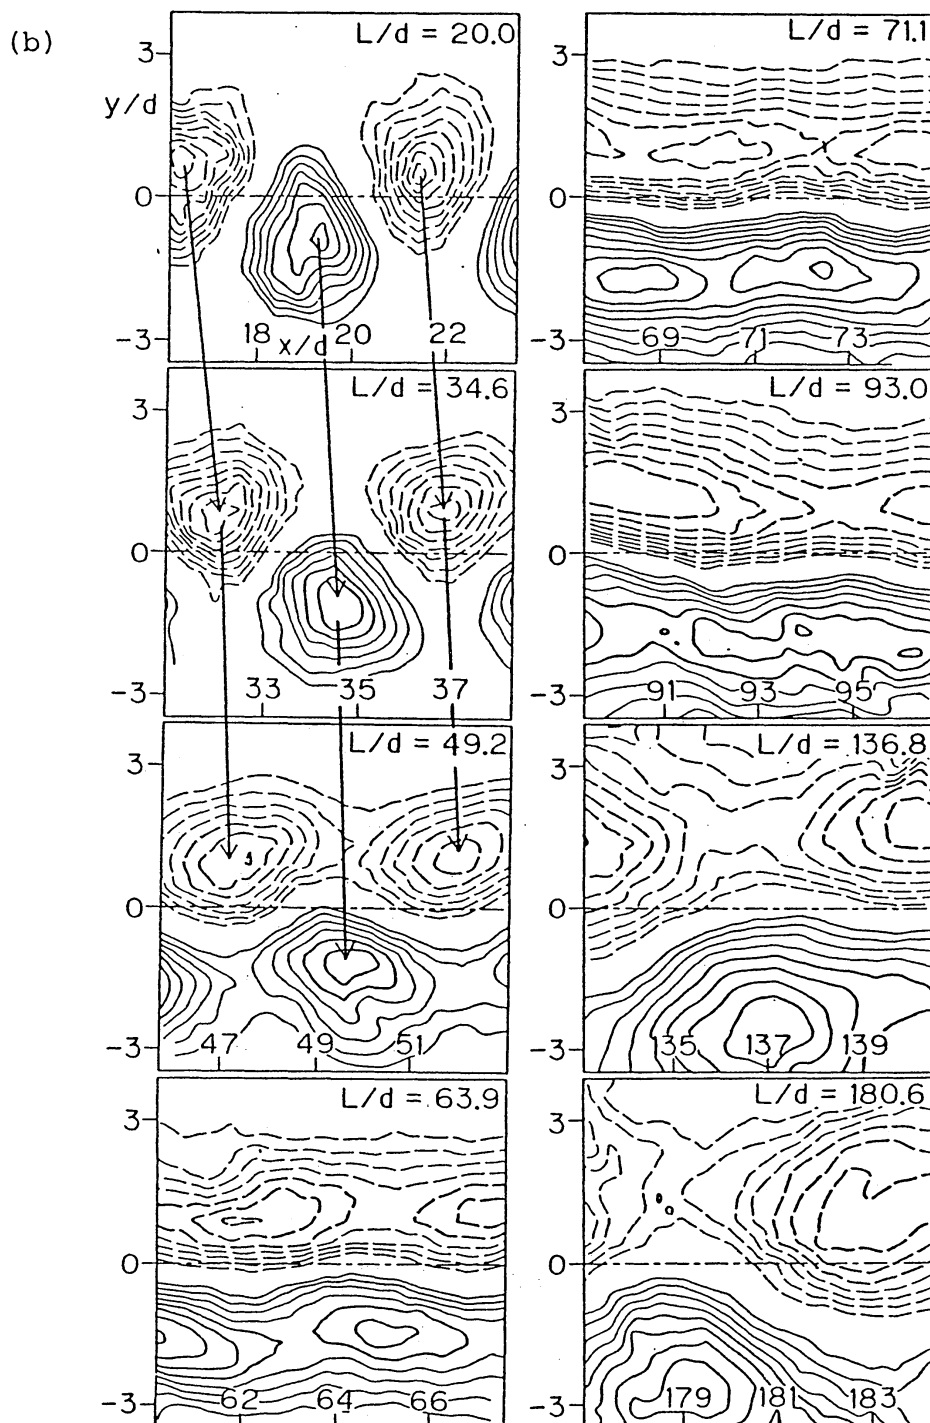 (b)
L/d = 20.0
3
y/d
0
-3
18 x/d 20 22
L/d = 34.6
3
0
-3
33 35 37
L/d = 49.2
3
0
-3
47 49 51
L/d = 63.9
3
0
-3
62 64 66
L/d = 71.1
3
0
-3
69 71 73
L/d = 93.0
3
0
-3
91 93 95
L/d = 136.8
3
0
-3
135 137 139
L/d = 180.6
3
0
-3
179 181 183